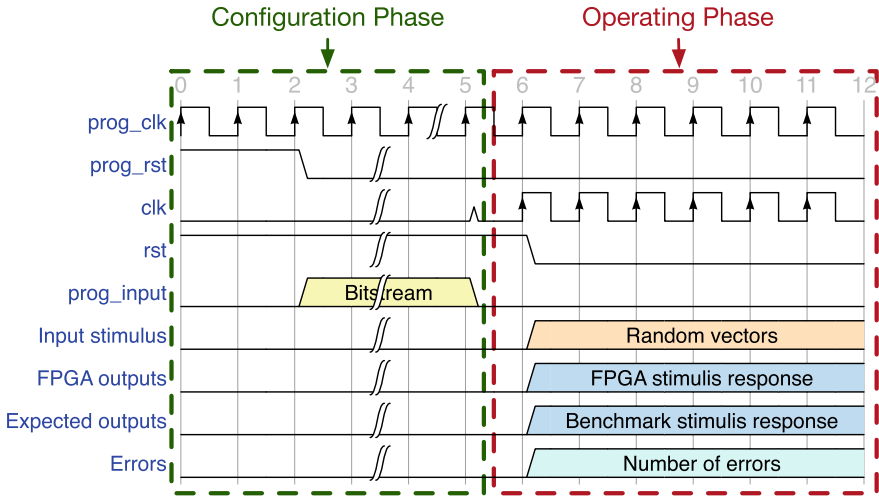 Configuration Phase Operating Phase
0 1 2 3 4 5 6 7 8 9 10 11 12
prog_clk
prog_rst
clk
rst
prog_input Bitstream
Input stimulus Random vectors
FPGA outputs FPGA stimulis response
Expected outputs Benchmark stimulis response
Errors Number of errors